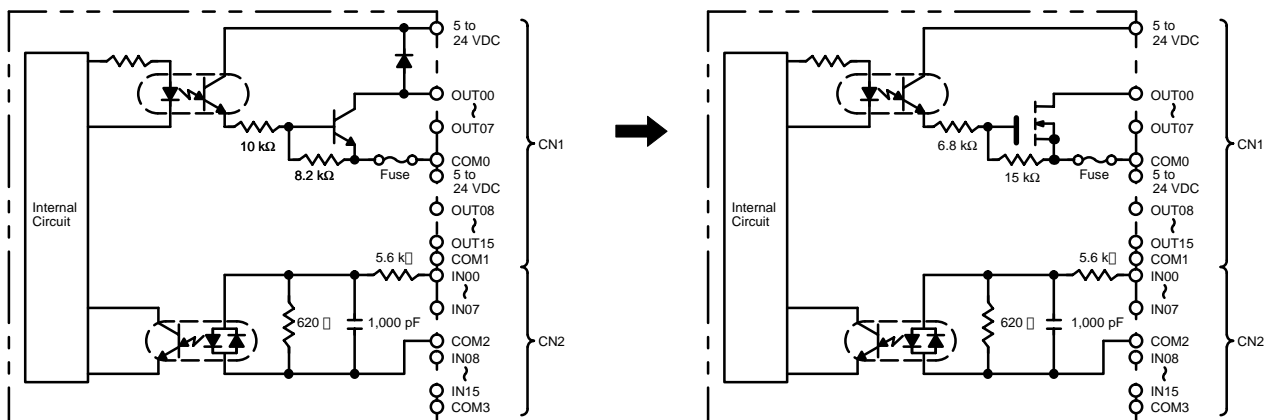 5 to
24 VDC
OUT00
~
OUT07
10 kΩ
COM0
8.2 kΩ
Fuse
5 to
24 VDC
CN1
Internal
Circuit
OUT08
~
OUT15
COM1
5.6 k▯
IN00
~
IN07
620 ▯
1,000 pF
COM2
IN08
~
IN15
COM3
CN2
5 to
24 VDC
OUT00
~
OUT07
6.8 kΩ
COM0
15 kΩ
Fuse
5 to
24 VDC
CN1
Internal
Circuit
OUT08
~
OUT15
COM1
5.6 k▯
IN00
~
IN07
620 ▯
1,000 pF
COM2
IN08
~
IN15
COM3
CN2